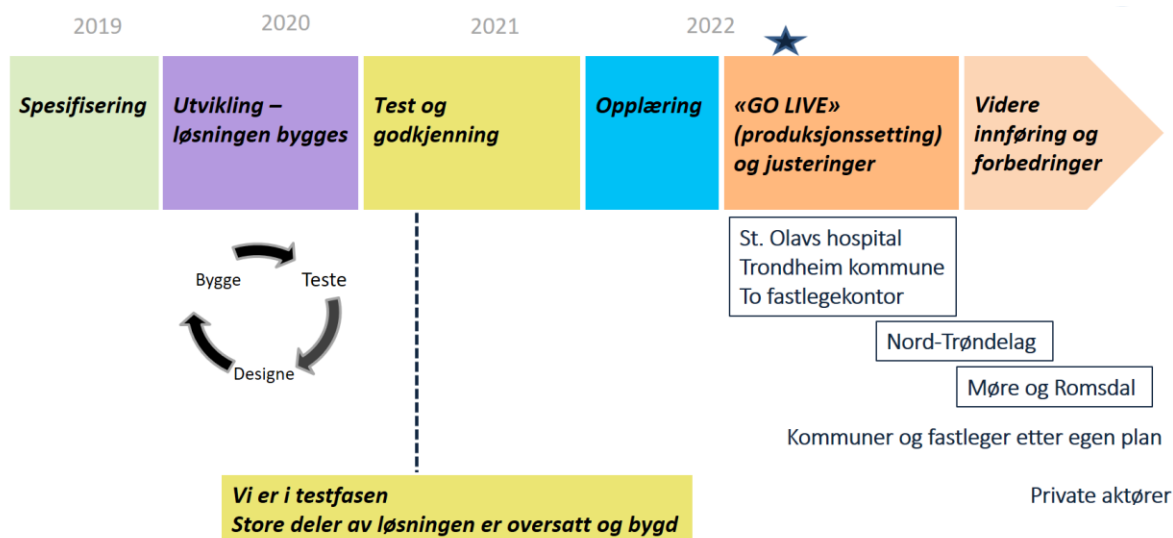 2019
2020
2021
2022
Spesifisering
Utvikling –
løsningen bygges
Test og
godkjenning
Opplæring
«GO LIVE»
(produksjonssetting)
og justeringer
Videre
innføring og
forbedringer
Bygge
Teste
Designe
St. Olavs hospital
Trondheim kommune
To fastlegekontor
Nord-Trøndelag
Møre og Romsdal
Kommuner og fastleger etter egen plan
Private aktører
Vi er i testfasen
Store deler av løsningen er oversatt og bygd